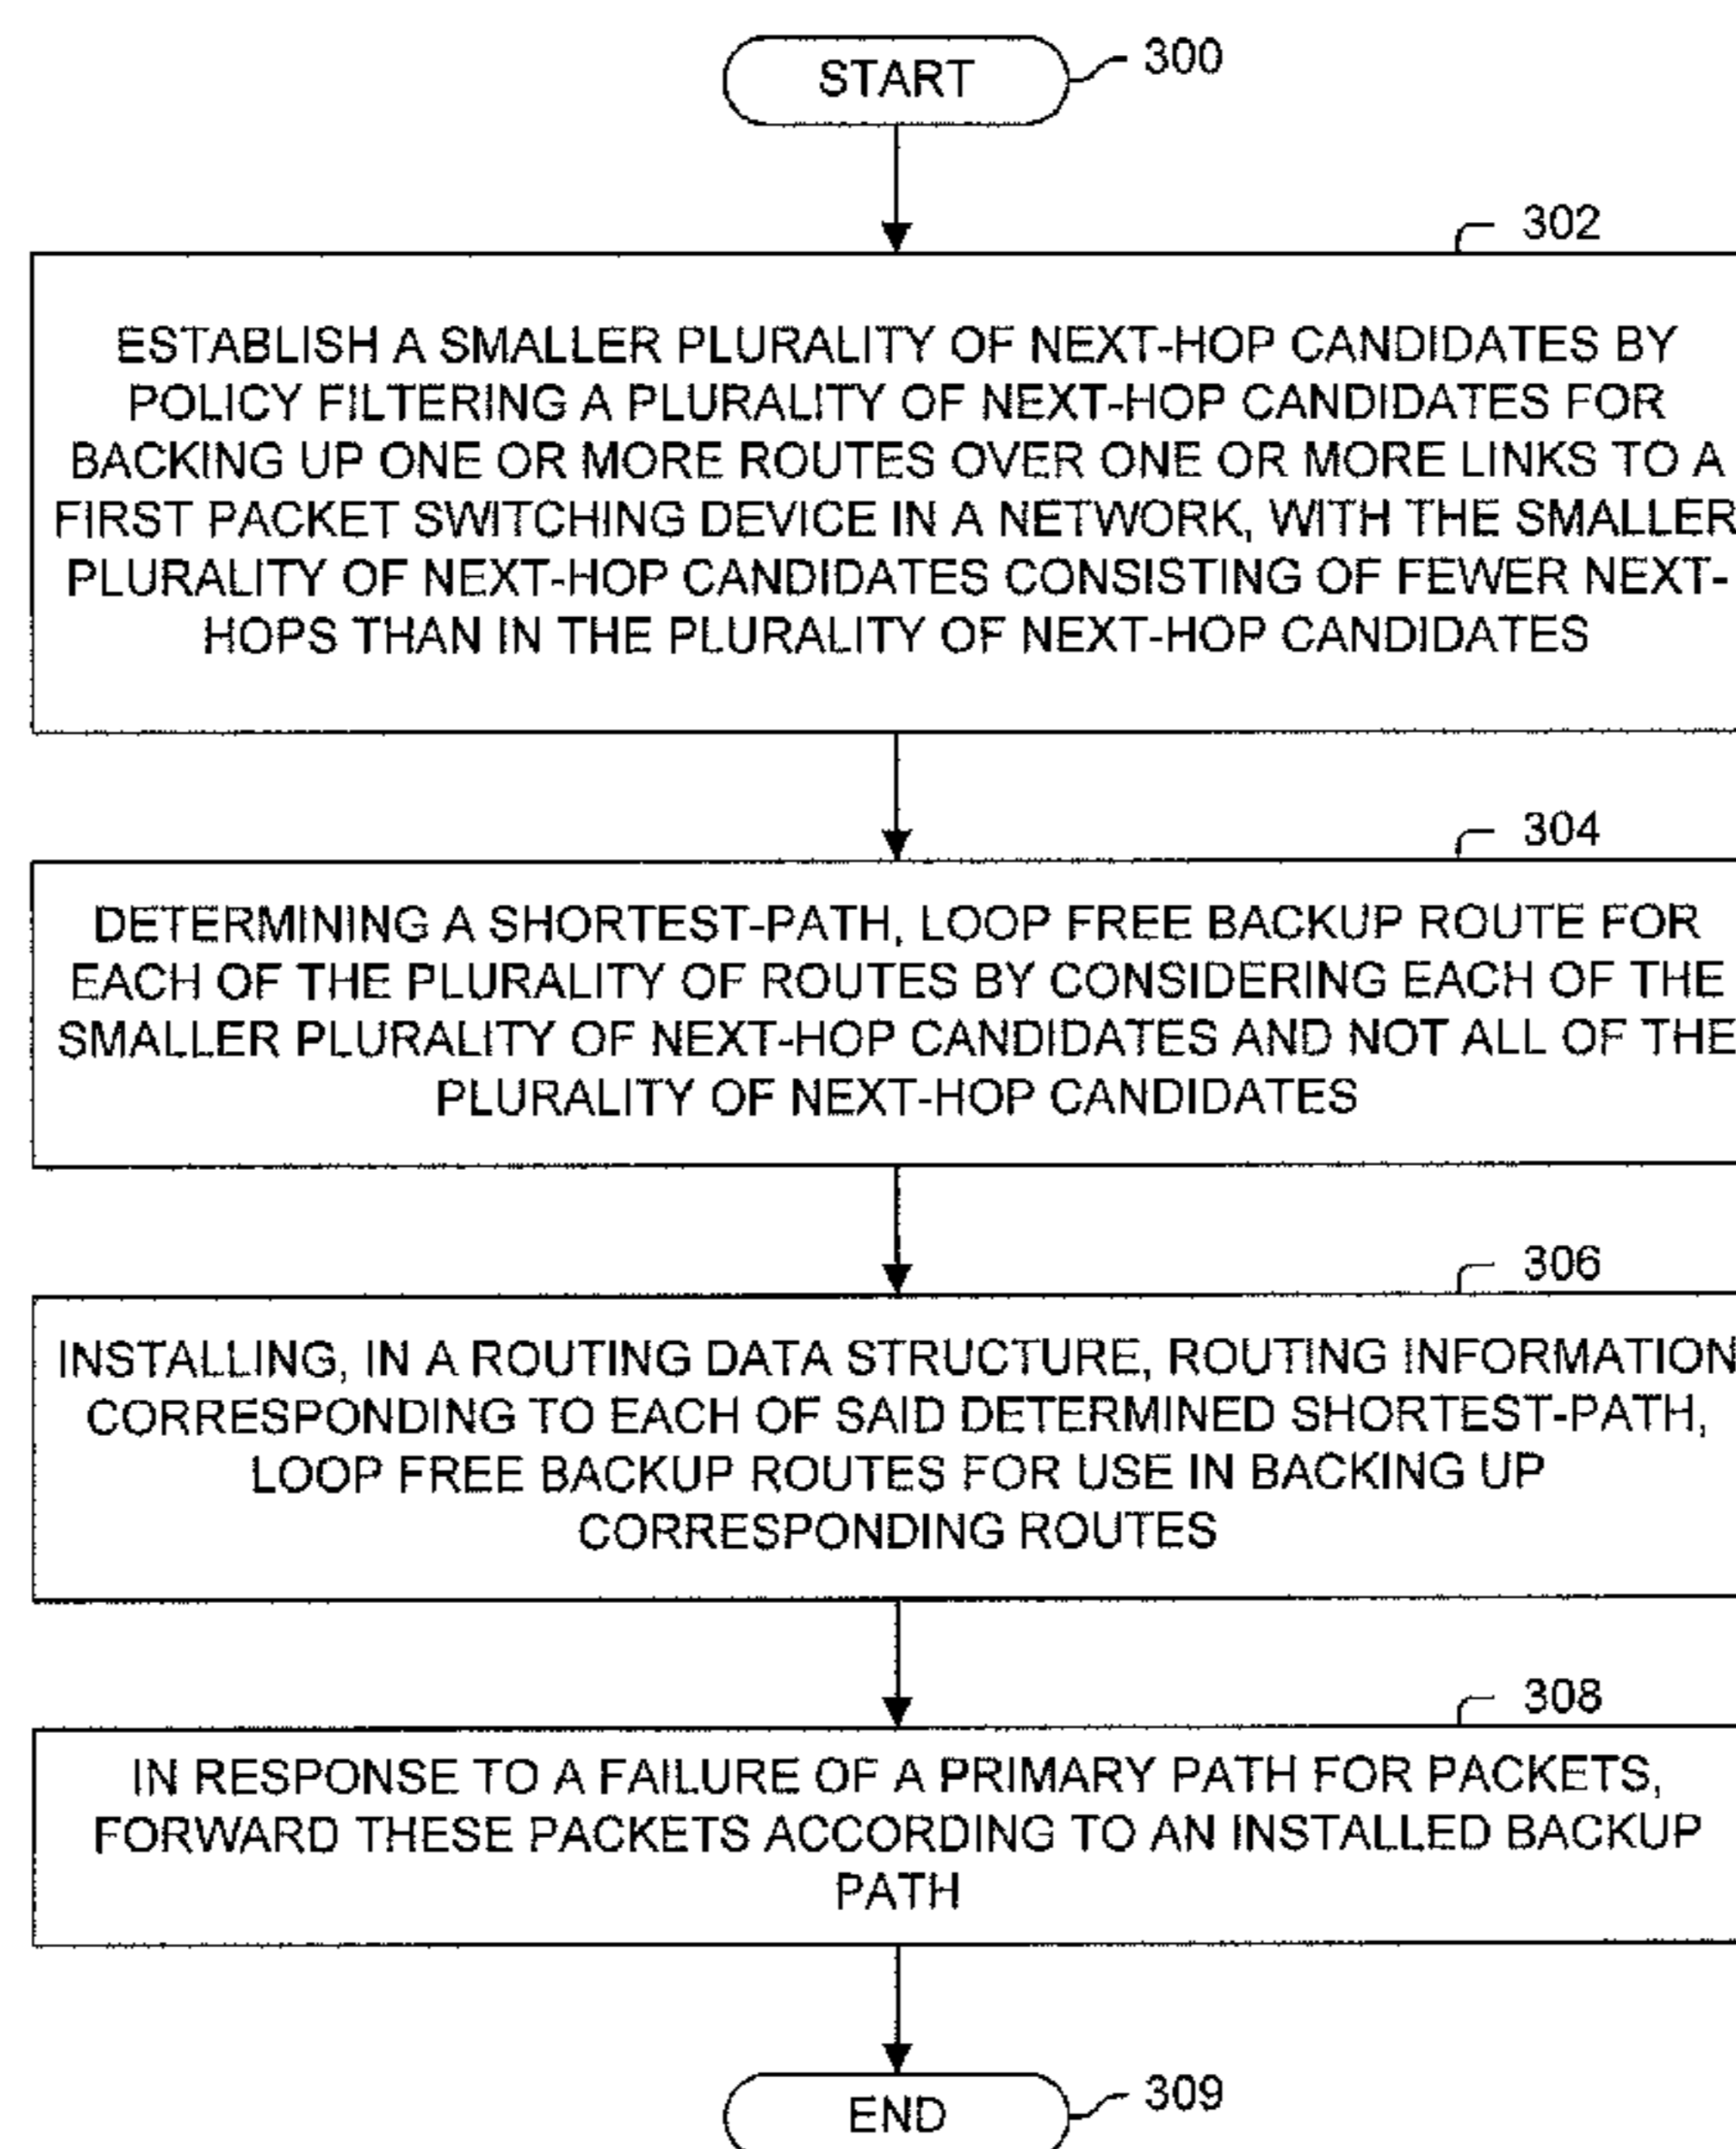 START
300
302
ESTABLISH A SMALLER PLURALITY OF NEXT-HOP CANDIDATES BY
POLICY FILTERING A PLURALITY OF NEXT-HOP CANDIDATES FOR
BACKING UP ONE OR MORE ROUTES OVER ONE OR MORE LINKS TO A
FIRST PACKET SWITCHING DEVICE IN A NETWORK, WITH THE SMALLER
PLURALITY OF NEXT-HOP CANDIDATES CONSISTING OF FEWER NEXT-
HOPS THAN IN THE PLURALITY OF NEXT-HOP CANDIDATES
304
DETERMINING A SHORTEST-PATH, LOOP FREE BACKUP ROUTE FOR
EACH OF THE PLURALITY OF ROUTES BY CONSIDERING EACH OF THE
SMALLER PLURALITY OF NEXT-HOP CANDIDATES AND NOT ALL OF THE
PLURALITY OF NEXT-HOP CANDIDATES
306
INSTALLING, IN A ROUTING DATA STRUCTURE, ROUTING INFORMATION
CORRESPONDING TO EACH OF SAID DETERMINED SHORTEST-PATH,
LOOP FREE BACKUP ROUTES FOR USE IN BACKING UP
CORRESPONDING ROUTES
308
IN RESPONSE TO A FAILURE OF A PRIMARY PATH FOR PACKETS,
FORWARD THESE PACKETS ACCORDING TO AN INSTALLED BACKUP
PATH
END
309